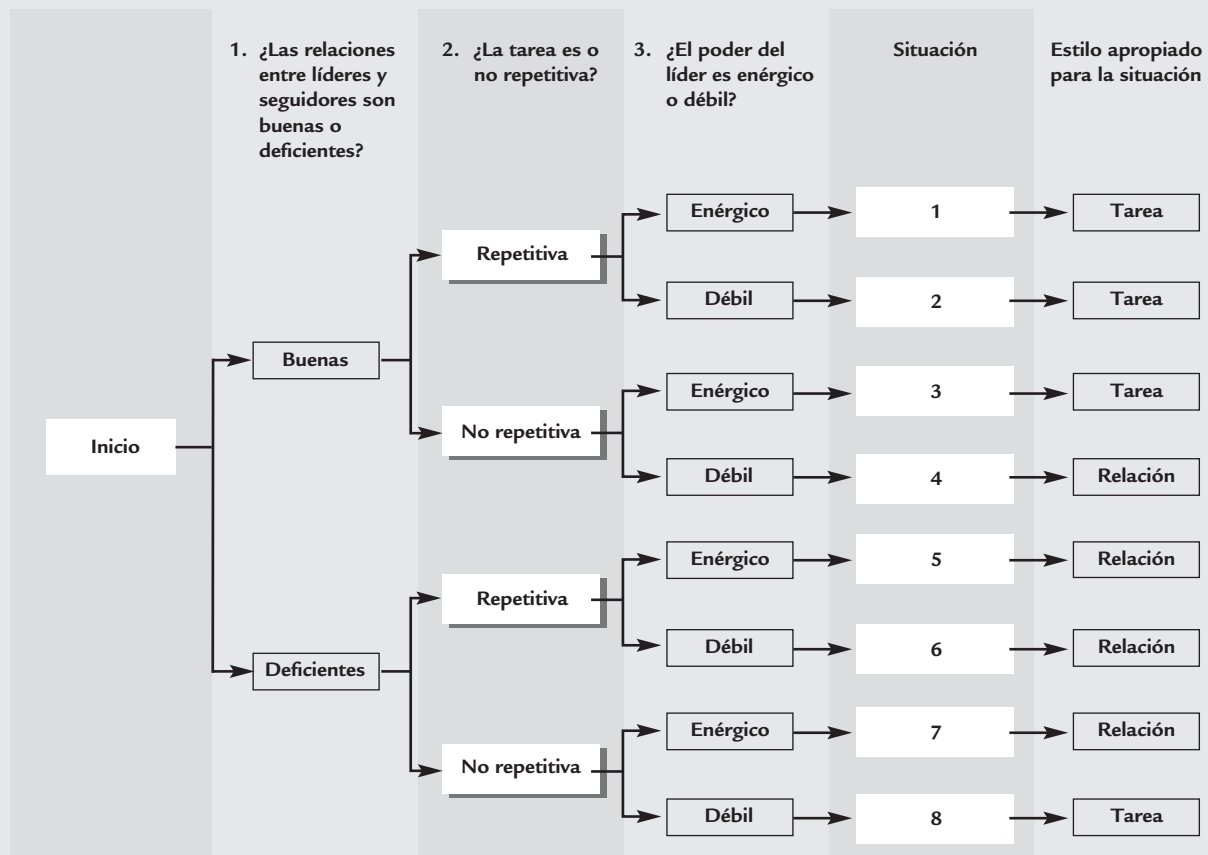 1. ¿Las relaciones
entre líderes y
seguidores son
buenas o
deficientes?
2. ¿La tarea es o
no repetitiva?
3. ¿El poder del
líder es enérgico
o débil?
Situación
Estilo apropiado
para la situación
Inicio
Buenas
Repetitiva
Enérgico
1
Tarea
Débil
2
Tarea
No repetitiva
Enérgico
3
Tarea
Débil
4
Relación
Deficientes
Repetitiva
Enérgico
5
Relación
Débil
6
Relación
No repetitiva
Enérgico
7
Relación
Débil
8
Tarea